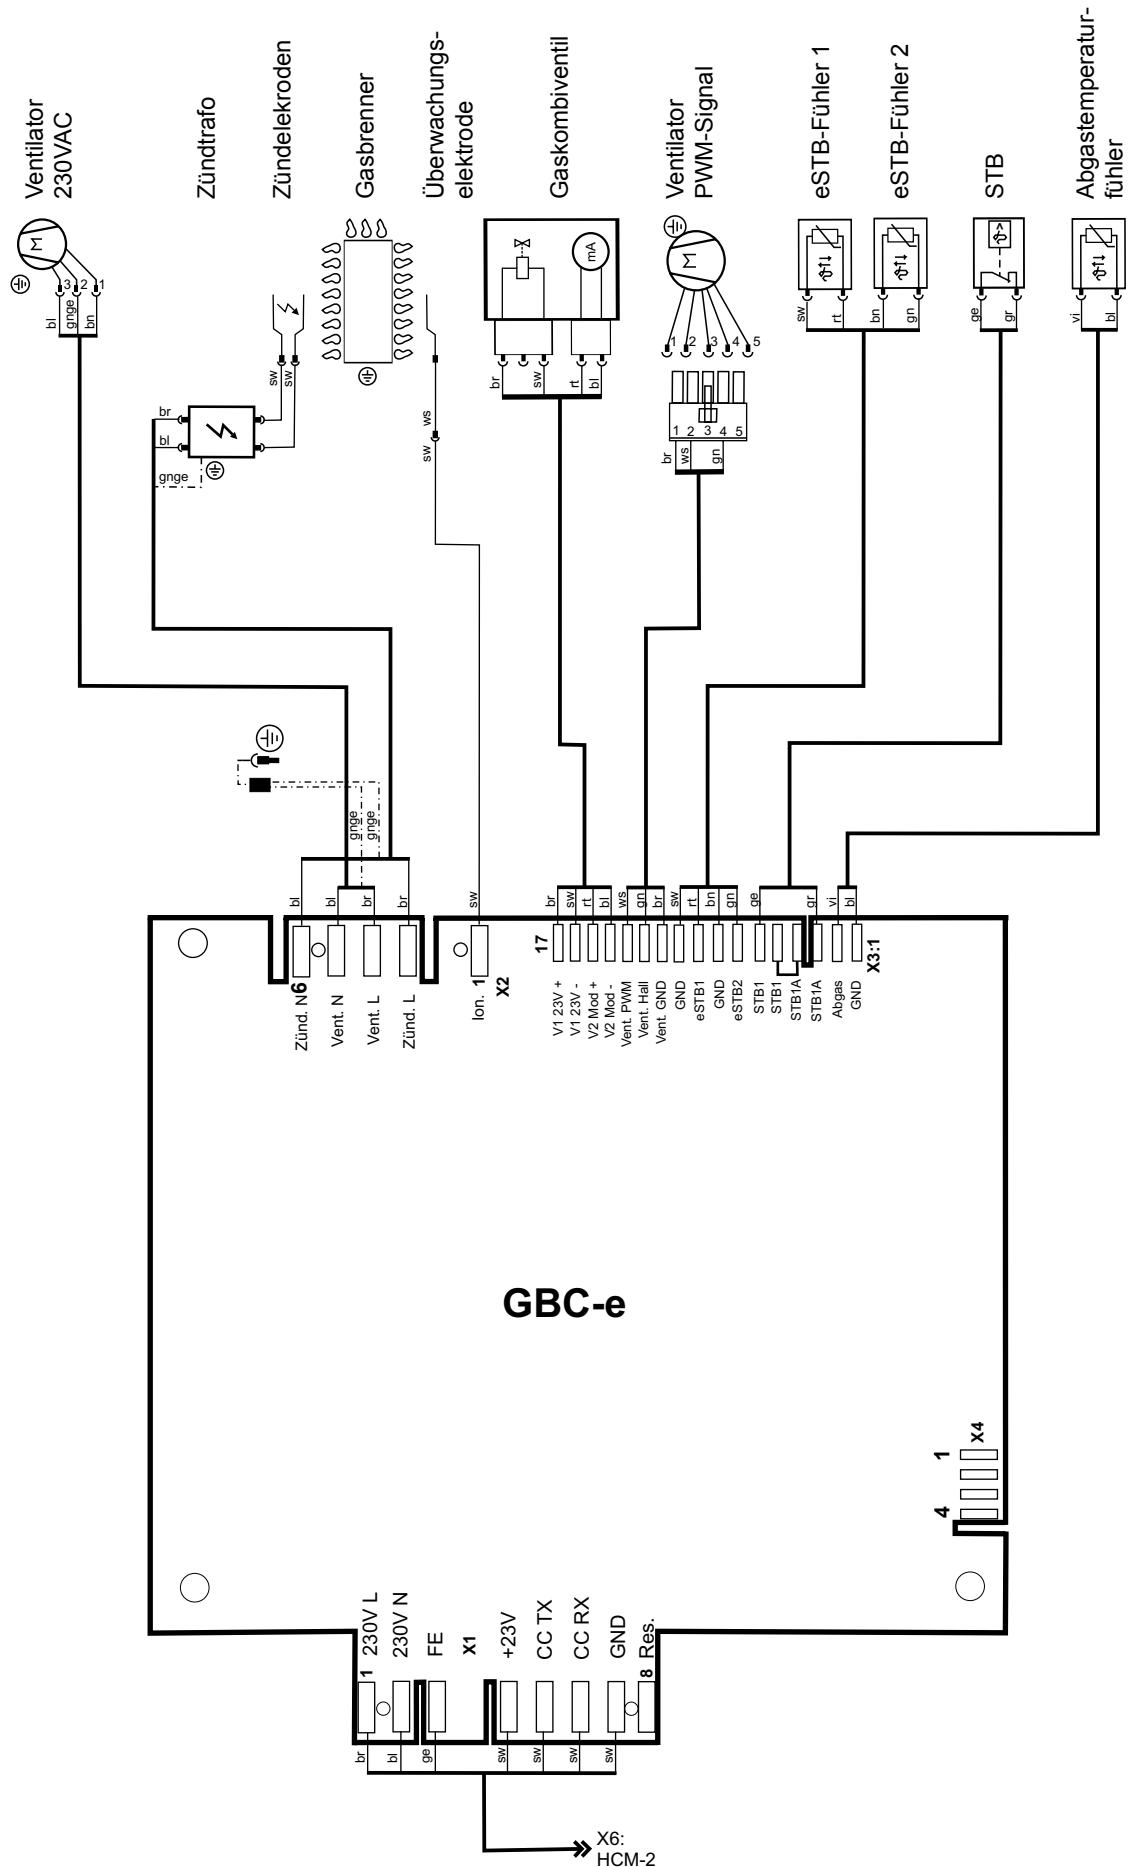 Ventilator
230VAC
Zündtrafo
Zündelekroden
Gasbrenner
Überwachungs-
elektrode
Gaskombiventil
Ventilator
PWM-Signal
eSTB-Fühler 1
eSTB-Fühler 2
STB
Abgastemperatur-
fühler
M
3
2
1
bl
gnge
bn
br
bl
gnge
sw
sw
ws
sw
mA
br
sw
rt
bl
M
1
2
3
4
5
1
2
3
4
5
br
ws
gn
sw
rt
bn
gn
ge
gr
vi
bl
gnge
gnge
bl
bl
br
br
sw
br
sw
rt
bl
ws
gn
br
sw
rt
bn
gn
ge
gr
vi
bl
6
Zünd. N
Vent. N
Vent. L
Zünd. L
Ion. 1
X2
17
V1 23V +
V1 23V -
V2 Mod +
V2 Mod -
Vent. PWM
Vent. Hall
Vent. GND
GND
eSTB1
GND
eSTB2
STB1
STB1
STB1A
STB1A
Abgas
GND
X3:1
GBC-e
1
4
X4
1
230V L
230V N
FE
X1
+23V
CC TX
CC RX
GND
8
Res.
br
bl
ge
sw
sw
sw
sw
X6:
HCM-2